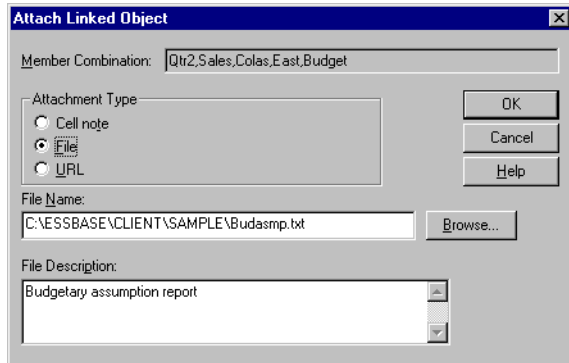 Attach Linked Object
Member Combination: Qtr2,Sales,Colas,East,Budget
Attachment Type
Cell note
File
URL
OK
Cancel
Help
File Name:
C:\ESSBASE\CLIENT\SAMPLE\Budasmp.txt
Browse...
File Description:
Budgetary assumption report